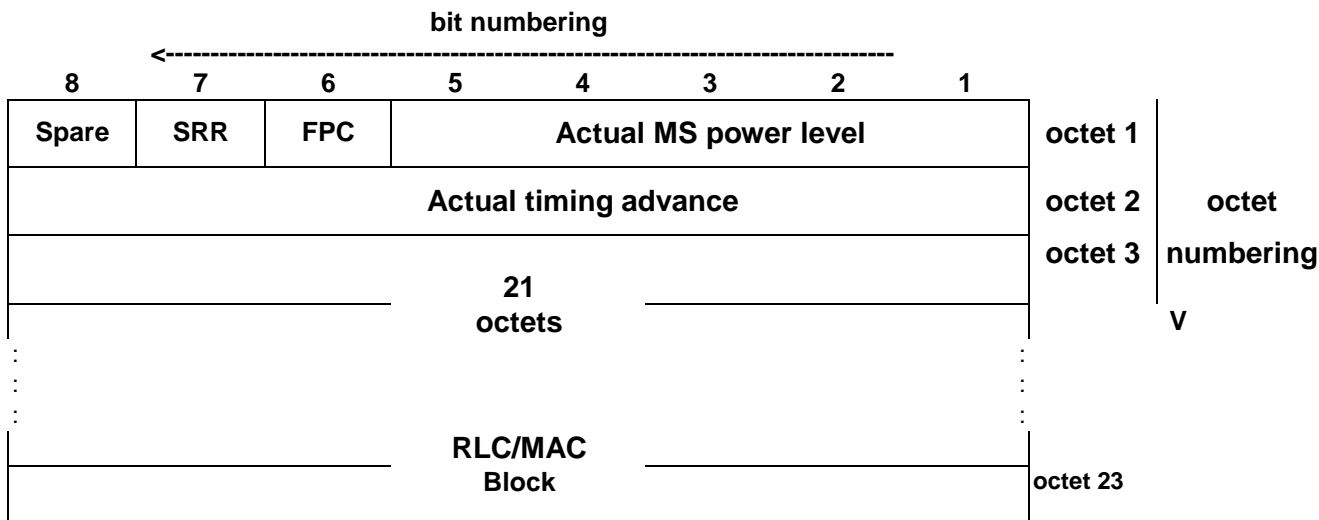 bit numbering
<-----------------------------------------------------------------------------------
8 7 6 5 4 3 2 1
Spare SRR FPC Actual MS power level octet 1
Actual timing advance octet 2 octet
octet 3 numbering
21
octets
V
:
:
:
:
:
:
RLC/MAC
Block
octet 23